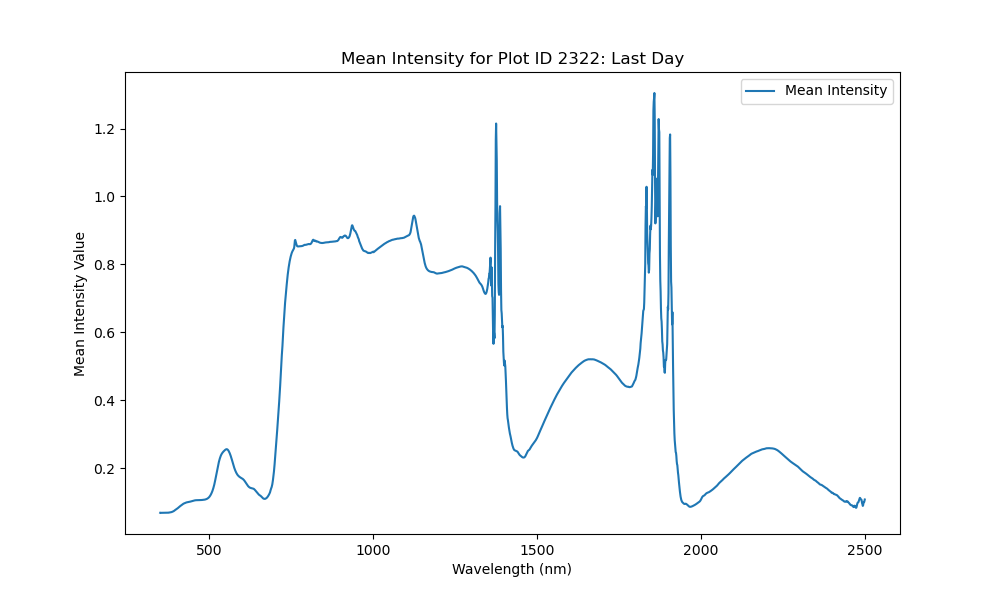 Mean Intensity for Plot ID 2322: Last Day
Mean Intensity
Mean Intensity Value
1.2
1.0
0.8
0.6
0.4
0.2
500
1000
1500
2000
2500
Wavelength (nm)